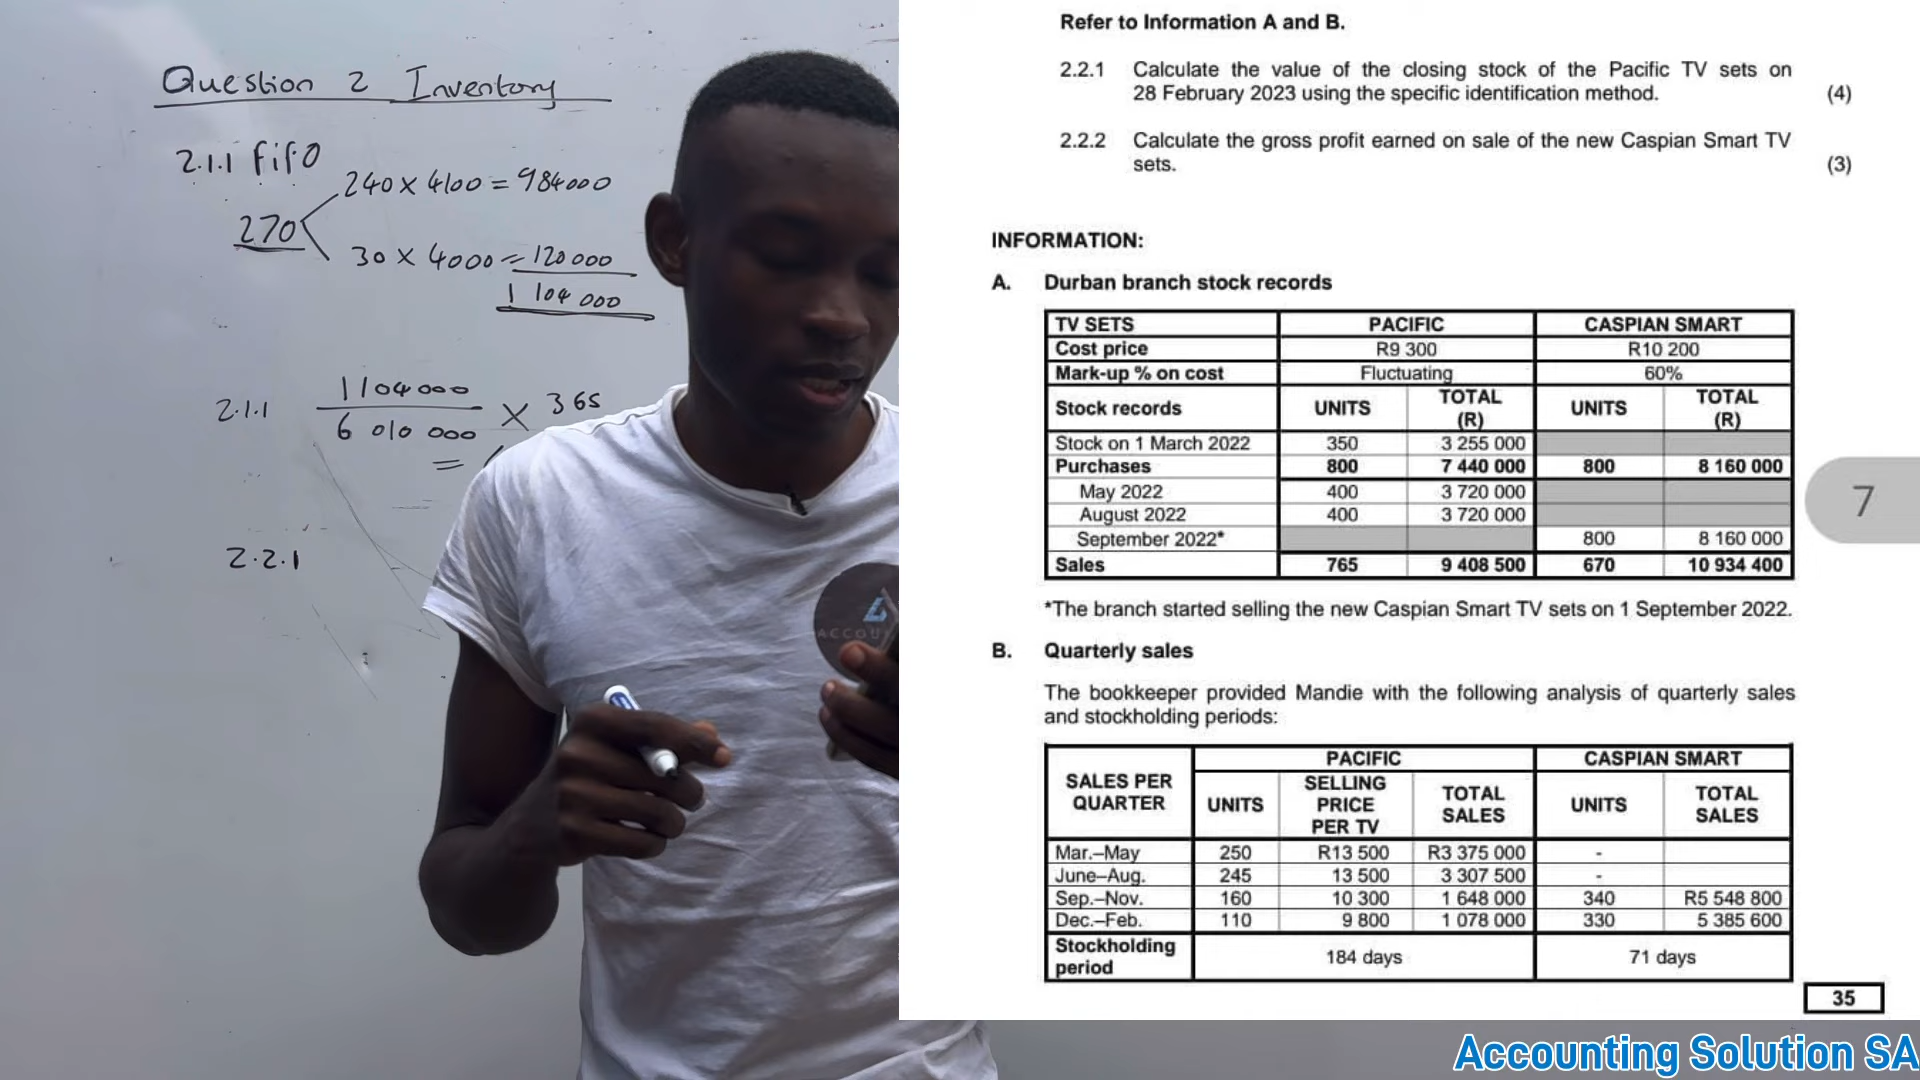 Question 2 Inventory
2.1.1 fifo
240 × 4100 = 984000
270
30 × 4000 = 120000
1 104 000
2.1.1 1104000 × 365
6 010 000
=
2.2.1
ACCOU
Refer to Information A and B.
2.2.1 Calculate the value of the closing stock of the Pacific TV sets on
28 February 2023 using the specific identification method. (4)
2.2.2 Calculate the gross profit earned on sale of the new Caspian Smart TV
sets. (3)
INFORMATION:
A. Durban branch stock records
TV SETS PACIFIC CASPIAN SMART
Cost price R9 300 R10 200
Mark-up % on cost Fluctuating 60%
Stock records UNITS TOTAL (R) UNITS TOTAL (R)
Stock on 1 March 2022 350 3 255 000
Purchases 800 7 440 000 800 8 160 000
May 2022 400 3 720 000
August 2022 400 3 720 000
September 2022* 800 8 160 000
Sales 765 9 408 500 670 10 934 400
*The branch started selling the new Caspian Smart TV sets on 1 September 2022.
7
B. Quarterly sales
The bookkeeper provided Mandie with the following analysis of quarterly sales
and stockholding periods:
SALES PER QUARTER PACIFIC CASPIAN SMART
UNITS SELLING PRICE PER TV TOTAL SALES UNITS TOTAL SALES
Mar.–May 250 R13 500 R3 375 000 -
June–Aug. 245 13 500 3 307 500 -
Sep.–Nov. 160 10 300 1 648 000 340 R5 548 800
Dec.–Feb. 110 9 800 1 078 000 330 5 385 600
Stockholding period 184 days 71 days
35
Accounting Solution SA